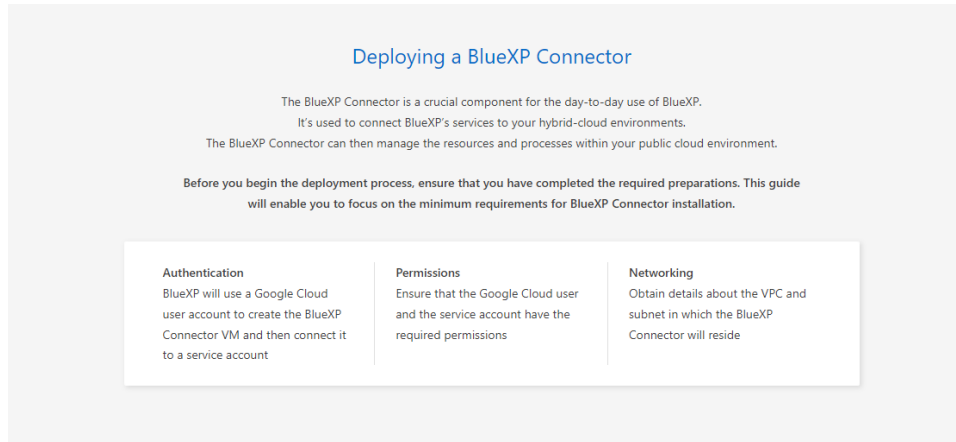 Deploying a BlueXP Connector
The BlueXP Connector is a crucial component for the day-to-day use of BlueXP.
It's used to connect BlueXP's services to your hybrid-cloud environments.
The BlueXP Connector can then manage the resources and processes within your public cloud environment.
Before you begin the deployment process, ensure that you have completed the required preparations. This guide
will enable you to focus on the minimum requirements for BlueXP Connector installation.
Authentication
BlueXP will use a Google Cloud
user account to create the BlueXP
Connector VM and then connect it
to a service account
Permissions
Ensure that the Google Cloud user
and the service account have the
required permissions
Networking
Obtain details about the VPC and
subnet in which the BlueXP
Connector will reside